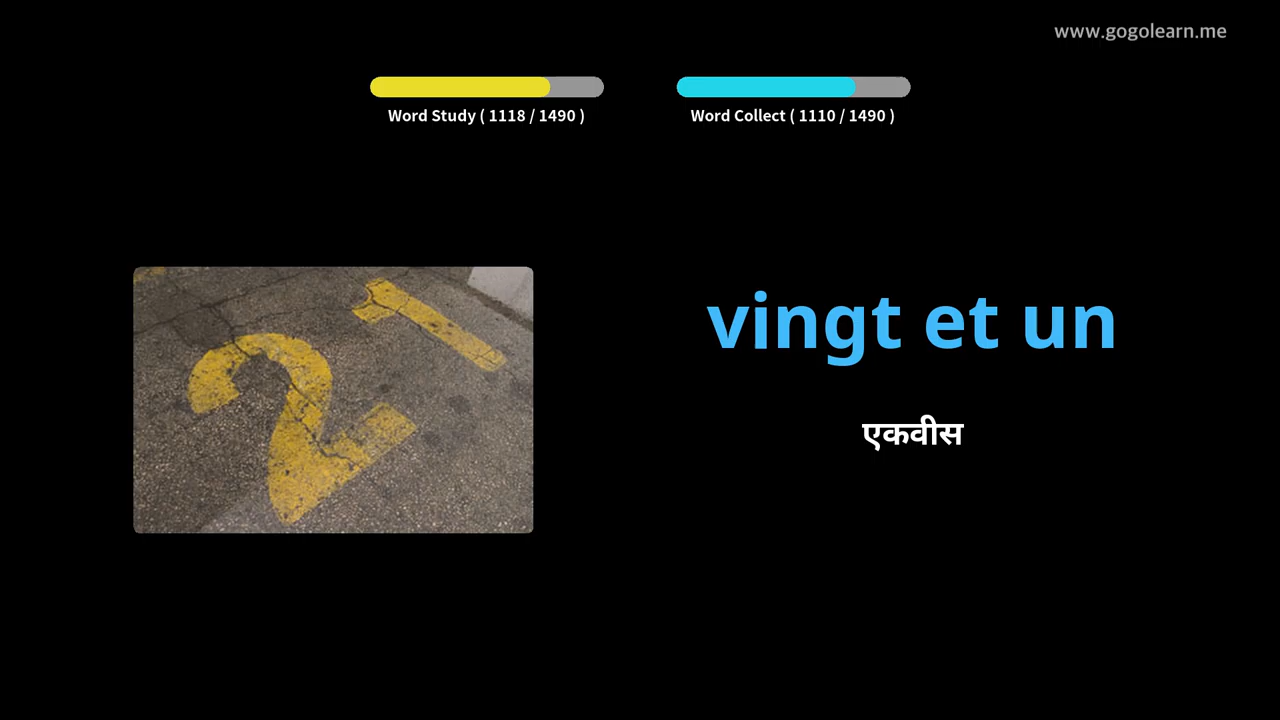 www.gogolearn.me
Word Study ( 1118 / 1490 )
Word Collect ( 1110 / 1490 )
21
vingt et un
एकवीस